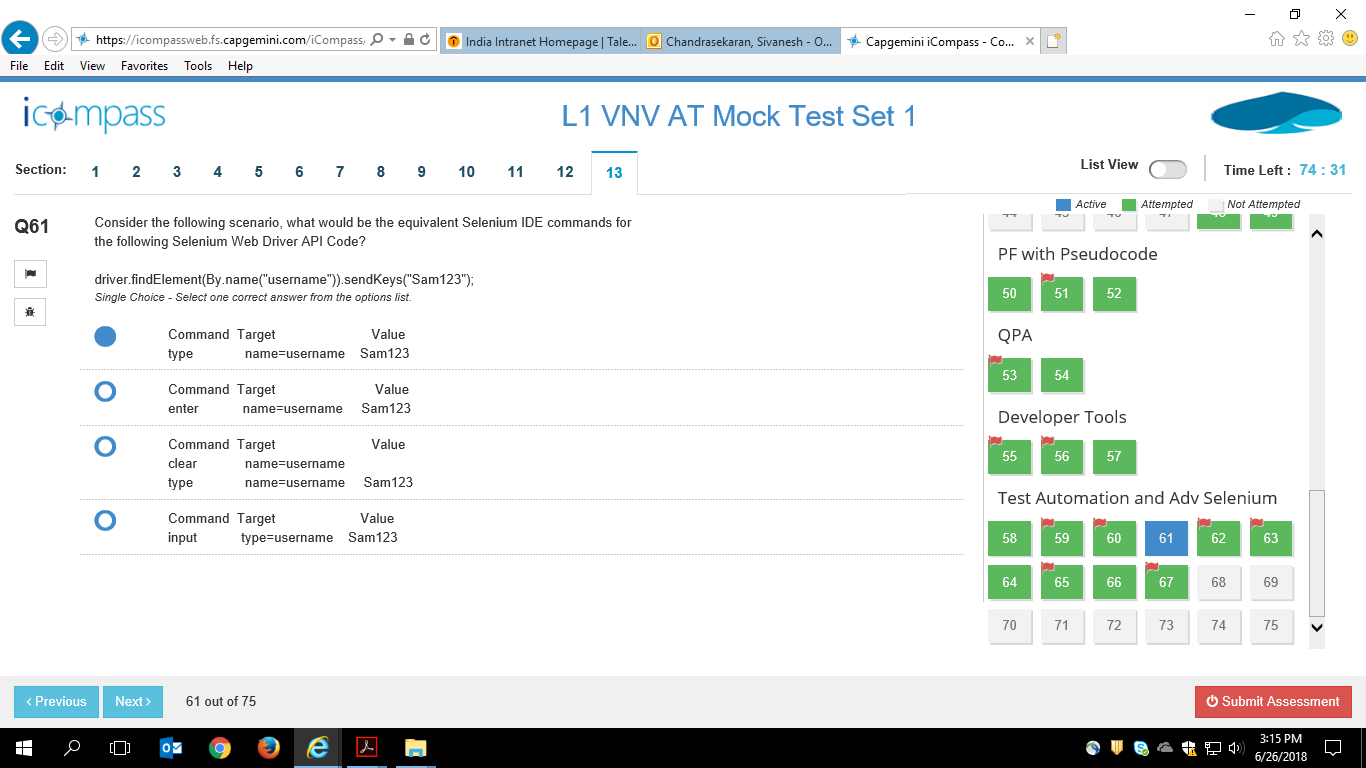 https://icompassweb.fs.capgemini.com/iCompass,
India Intranet Homepage | Tale...
Chandrasekaran, Sivanesh - O...
Capgemini iCompass - Co...
File Edit View Favorites Tools Help
icompass
L1 VNV AT Mock Test Set 1
Section: 1 2 3 4 5 6 7 8 9 10 11 12 13
List View
Time Left : 74 : 31
Active Attempted Not Attempted
Q61
Consider the following scenario, what would be the equivalent Selenium IDE commands for
the following Selenium Web Driver API Code?
driver.findElement(By.name("username")).sendKeys("Sam123");
Single Choice - Select one correct answer from the options list.
Command Target Value
type name=username Sam123
Command Target Value
enter name=username Sam123
Command Target Value
clear name=username
type name=username Sam123
Command Target Value
input type=username Sam123
44 45 46 47 48 49
PF with Pseudocode
50 51 52
QPA
53 54
Developer Tools
55 56 57
Test Automation and Adv Selenium
58 59 60 61 62 63
64 65 66 67 68 69
70 71 72 73 74 75
< Previous Next > 61 out of 75
Submit Assessment
3:15 PM
6/26/2018